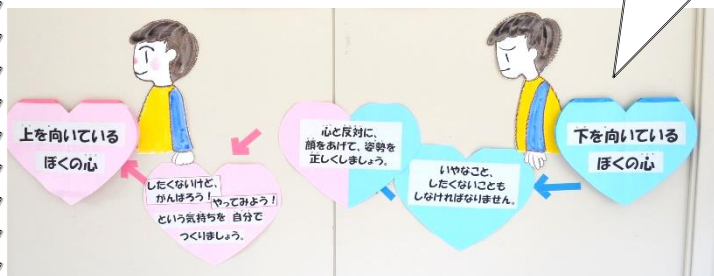 下を向いている
ぼくの心
いやなこと、
したくないことも
しなければなりません。
心と反対に、
顔をあげて、姿勢を
正しくしましょう。
したくないけど、
がんばろう！
やってみよう！
という気持ちを 自分で
つくりましょう。
上を向いている
ぼくの心